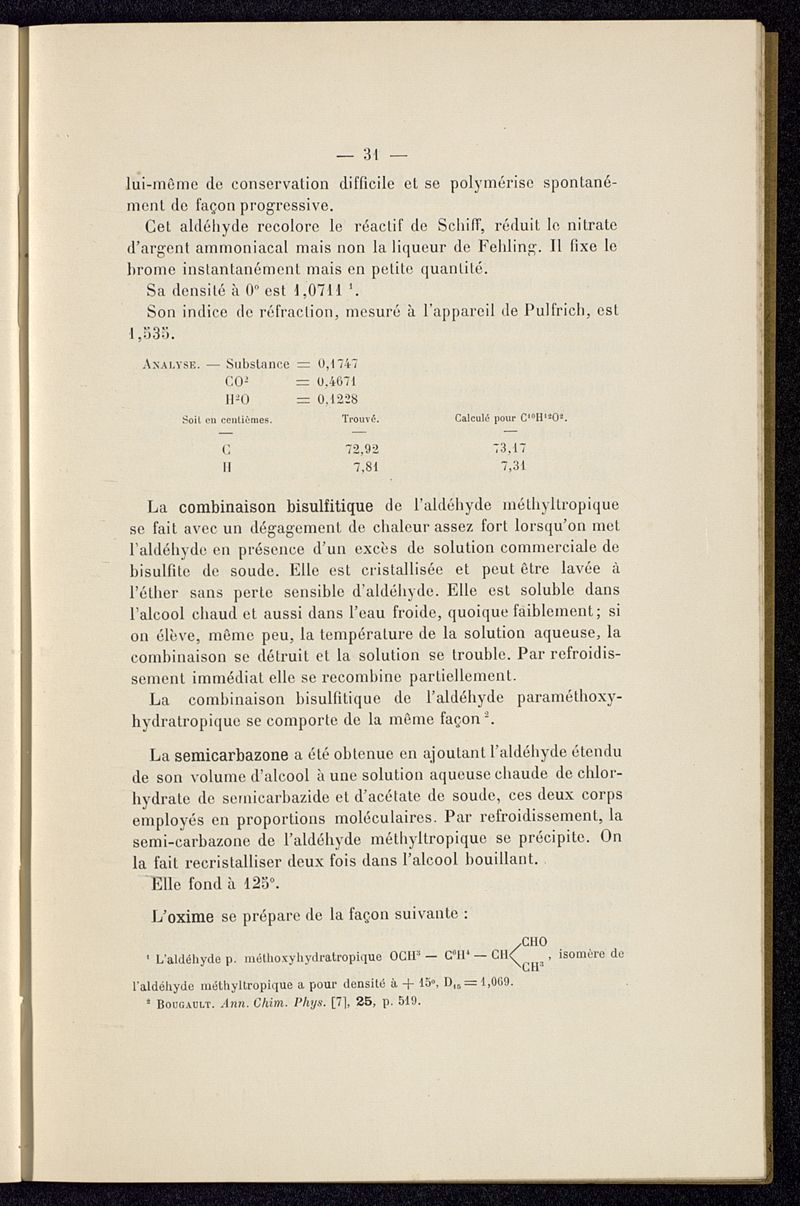 — 31 —
lui-même de conservation difficile et se polymérise spontané-
ment de façon progressive.
Cet aldéhyde recolore le réactif de Schiff, réduit le nitrate
d'argent ammoniacal mais non la liqueur de Fehling. Il fixe le
brome instantanément mais en petite quantité.
Sa densité à 0° est 1,0711 ¹.
Son indice de réfraction, mesuré à l'appareil de Pulfrich, est
1,535.
ANALYSE. — Substance = 0,1747
CO² = 0,4671
H²O = 0,1228
Soit en centièmes. Trouvé. Calculé pour C¹⁰H¹²O².
— — —
C 72,92 73,17
H 7,81 7,31
La combinaison bisulfitique de l'aldéhyde méthyltropique
se fait avec un dégagement de chaleur assez fort lorsqu'on met
l'aldéhyde en présence d'un excès de solution commerciale de
bisulfite de soude. Elle est cristallisée et peut être lavée à
l'éther sans perte sensible d'aldéhyde. Elle est soluble dans
l'alcool chaud et aussi dans l'eau froide, quoique faiblement; si
on élève, même peu, la température de la solution aqueuse, la
combinaison se détruit et la solution se trouble. Par refroidis-
sement immédiat elle se recombine partiellement.
La combinaison bisulfitique de l'aldéhyde paraméthoxy-
hydratropique se comporte de la même façon ².
La semicarbazone a été obtenue en ajoutant l'aldéhyde étendu
de son volume d'alcool à une solution aqueuse chaude de chlor-
hydrate de semicarbazide et d'acétate de soude, ces deux corps
employés en proportions moléculaires. Par refroidissement, la
semi-carbazone de l'aldéhyde méthyltropique se précipite. On
la fait recristalliser deux fois dans l'alcool bouillant.
Elle fond à 125°.
L'oxime se prépare de la façon suivante :
¹ L'aldéhyde p. méthoxyhydratropique OCH³ — C⁶H⁴ — CH<CHO CH³, isomère de
l'aldéhyde méthyltropique a pour densité à + 15°, D₁₅ = 1,069.
² BOUGAULT. Ann. Chim. Phys. [7], 25, p. 519.